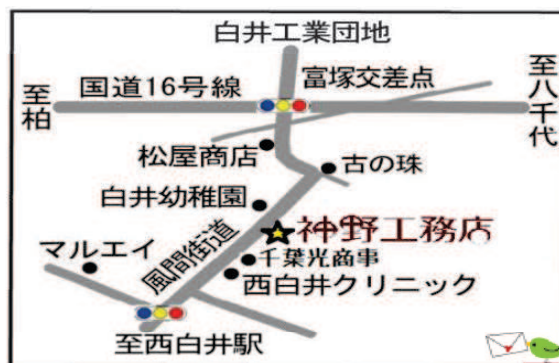 白井工業団地
国道16号線
富塚交差点
至柏
至八千代
松屋商店
古の珠
白井幼稚園
神野工務店
風間街道
マルエイ
千葉光商事
西白井クリニック
至西白井駅